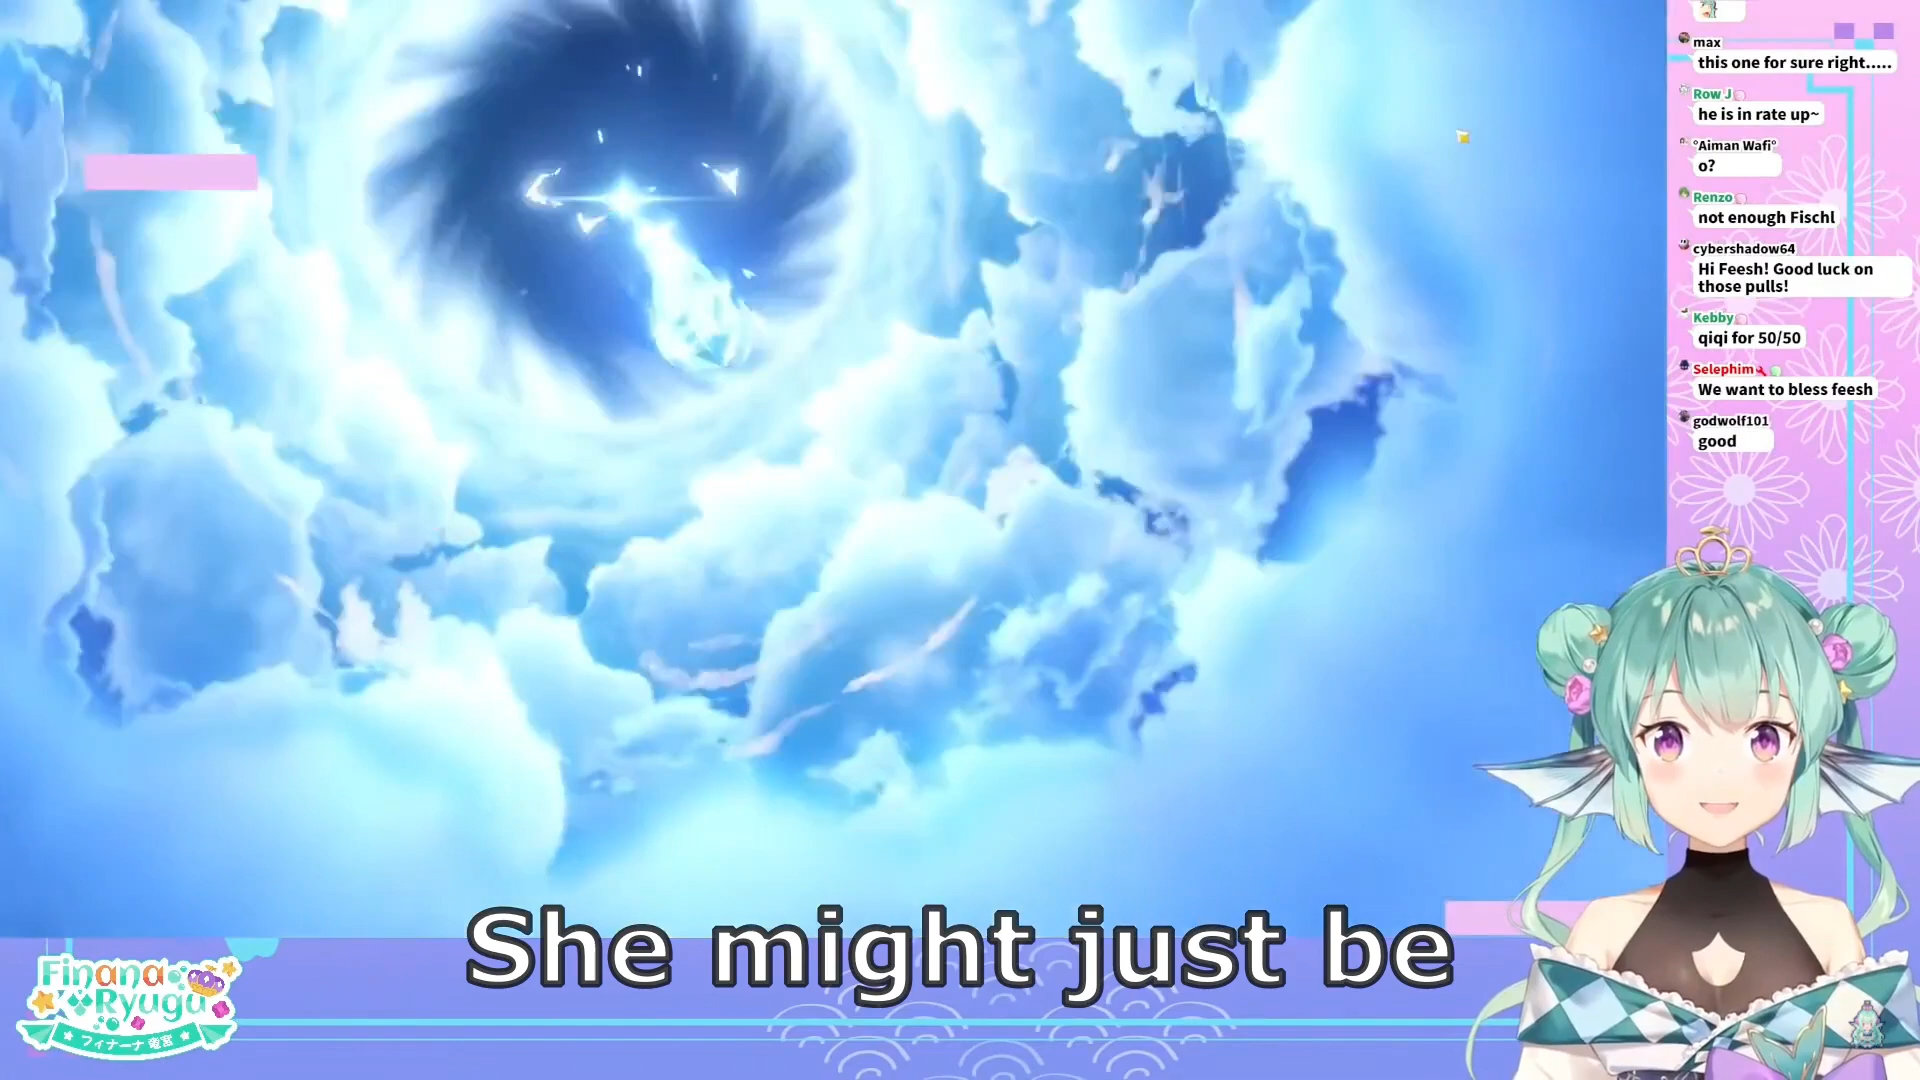 max
this one for sure right.....
Row J
he is in rate up~
°Aiman Wafi°
o?
Renzo
not enough Fischl
cybershadow64
Hi Feesh! Good luck on
those pulls!
Kebby
qiqi for 50/50
Selephim
We want to bless feesh
godwolf101
good
She might just be
Finana
Ryugu
フィナーナ 竜宮